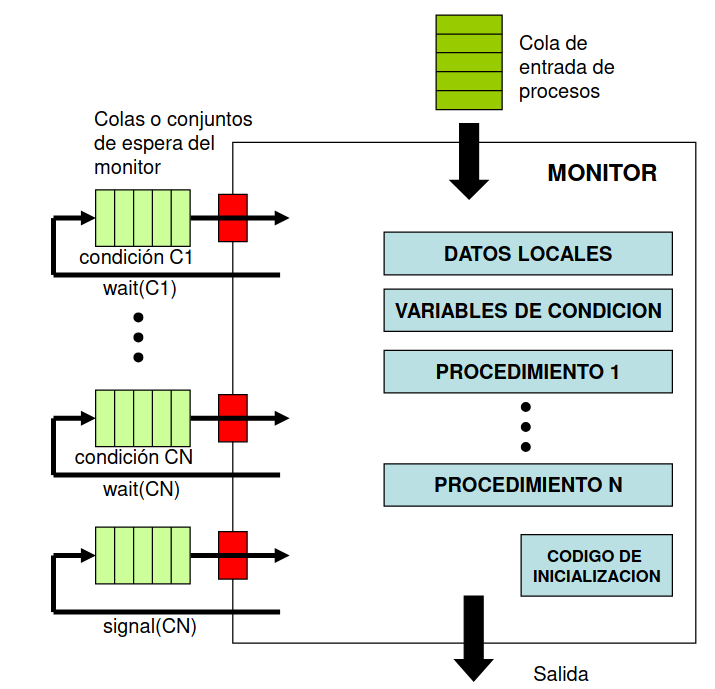 Cola de
entrada de
procesos
Colas o conjuntos
de espera del
monitor
MONITOR
condición C1
wait(C1)
DATOS LOCALES
VARIABLES DE CONDICION
PROCEDIMIENTO 1
condición CN
wait(CN)
PROCEDIMIENTO N
CODIGO DE
INICIALIZACION
signal(CN)
Salida